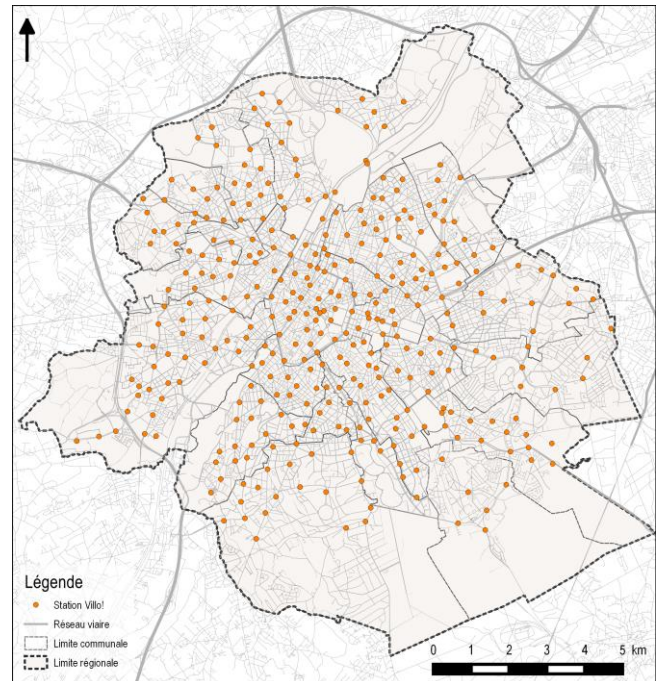 Légende
Station Villo!
Réseau viaire
Limite communale
Limite régionale
0 1 2 3 4 5 km